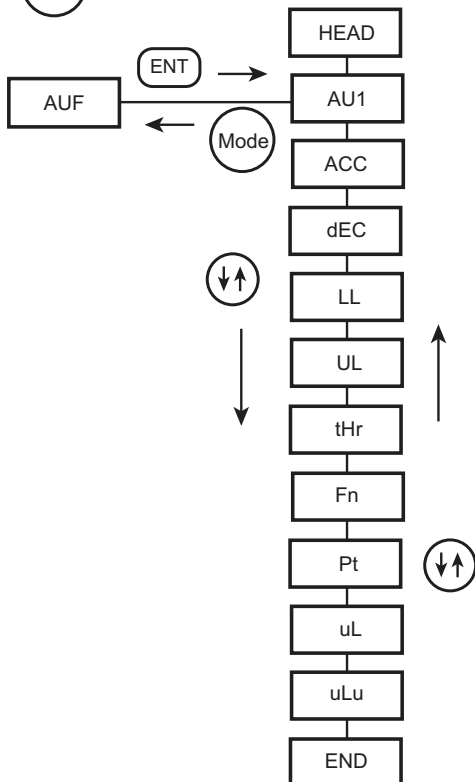 HEAD
ENT
AUF
AU1
Mode
ACC
dEC
LL
UL
tHr
Fn
Pt
uL
uLu
END